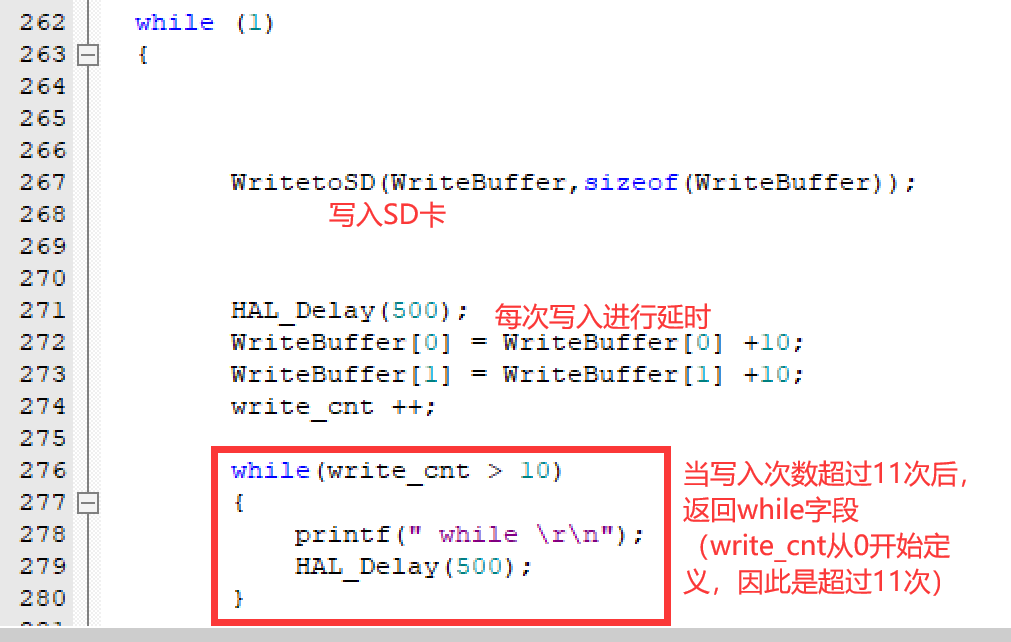 262 while (1)
263 {
264
265
266
267 WritetoSD(WriteBuffer,sizeof(WriteBuffer));
268 写入SD卡
269
270
271 HAL_Delay(500); 每次写入进行延时
272 WriteBuffer[0] = WriteBuffer[0] +10;
273 WriteBuffer[1] = WriteBuffer[1] +10;
274 write_cnt ++;
275
276 while(write_cnt > 10)
277 {
278 printf(" while \r\n");
279 HAL_Delay(500);
280 }
当写入次数超过11次后，
返回while字段
（write_cnt从0开始定
义，因此是超过11次）